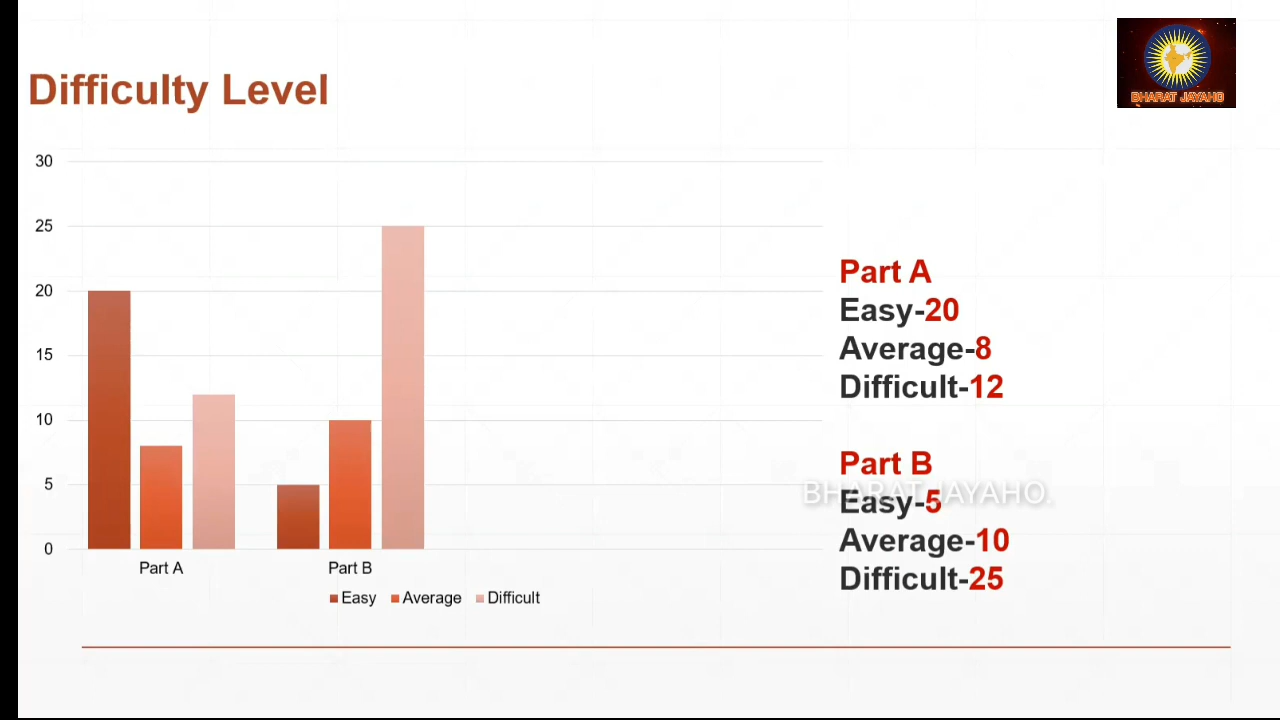 BHARAT JAYAHO
Difficulty Level
30
25
20
15
10
5
0
Part A
Part B
Easy
Average
Difficult
Part A
Easy-20
Average-8
Difficult-12
Part B
BHARAT JAYAHO.
Easy-5
Average-10
Difficult-25